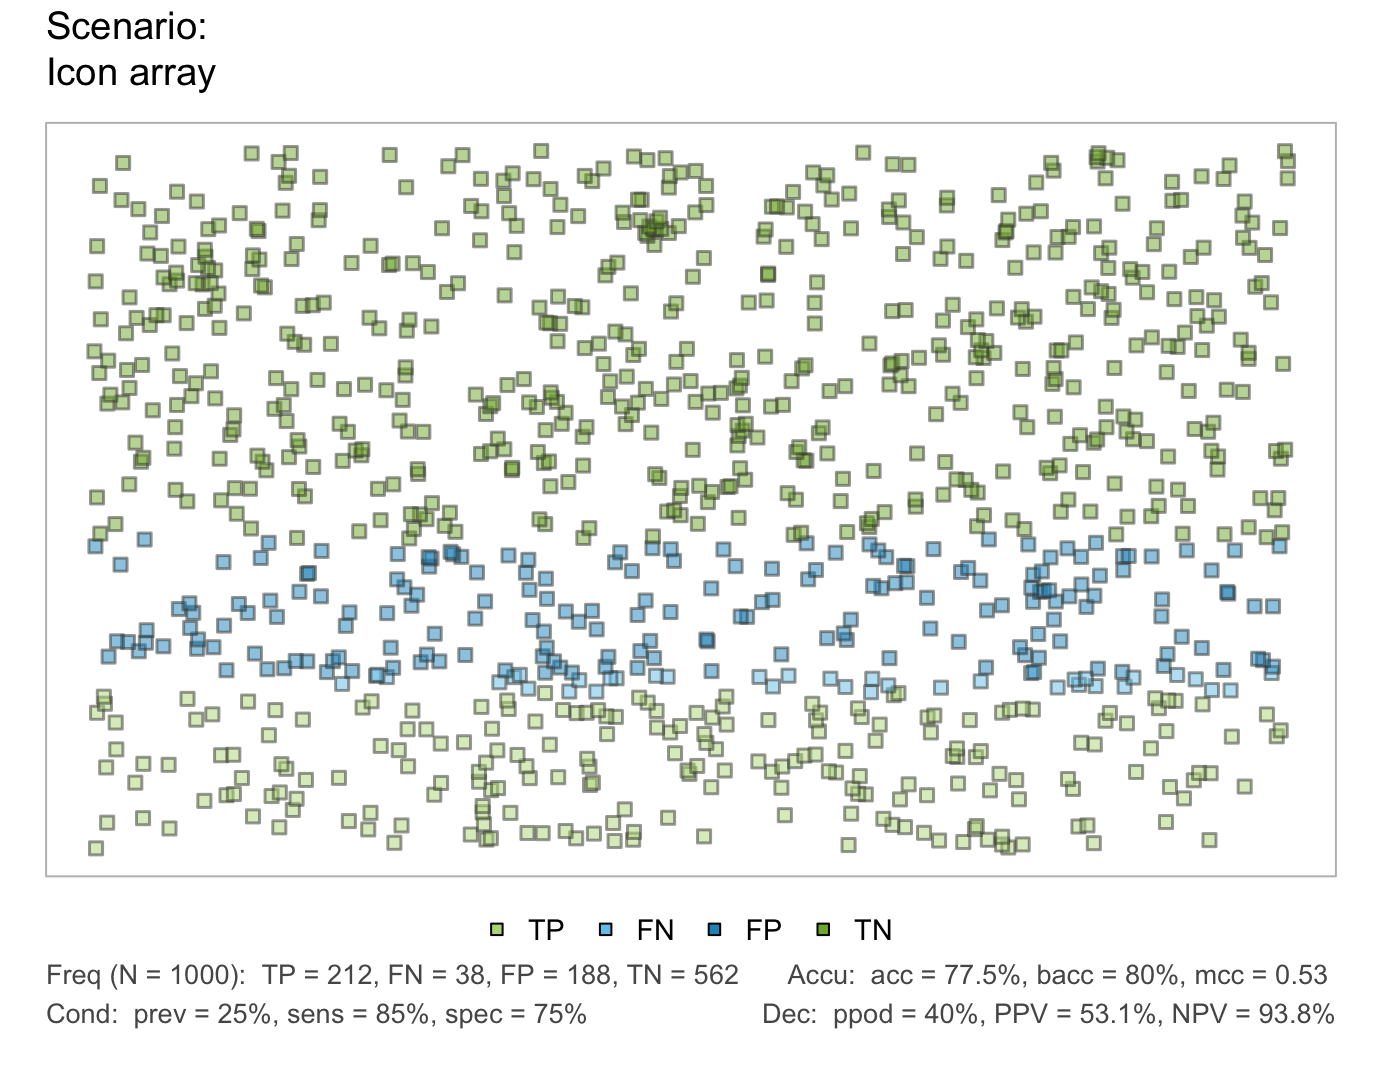 Scenario:
Icon array
TP FN FP TN
Freq (N = 1000): TP = 212, FN = 38, FP = 188, TN = 562 Accu: acc = 77.5%, bacc = 80%, mcc = 0.53
Cond: prev = 25%, sens = 85%, spec = 75% Dec: ppod = 40%, PPV = 53.1%, NPV = 93.8%